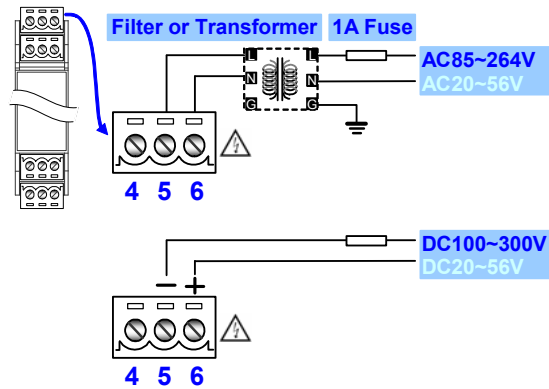 Filter or Transformer 1A Fuse
L L
AC85~264V
N N
AC20~56V
G G
4 5 6
DC100~300V
DC20~56V
− +
4 5 6